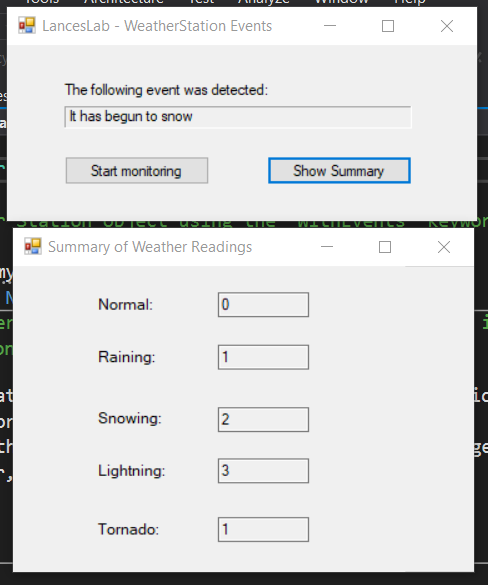 Tools Architecture Test Analyze Window Help
LancesLab - WeatherStation Events
The following event was detected:
It has begun to snow
Start monitoring
Show Summary
Station object using the "WithEvents"
Summary of Weather Readings
Normal:
0
Raining:
1
Snowing:
2
Lightning:
3
Tornado:
1